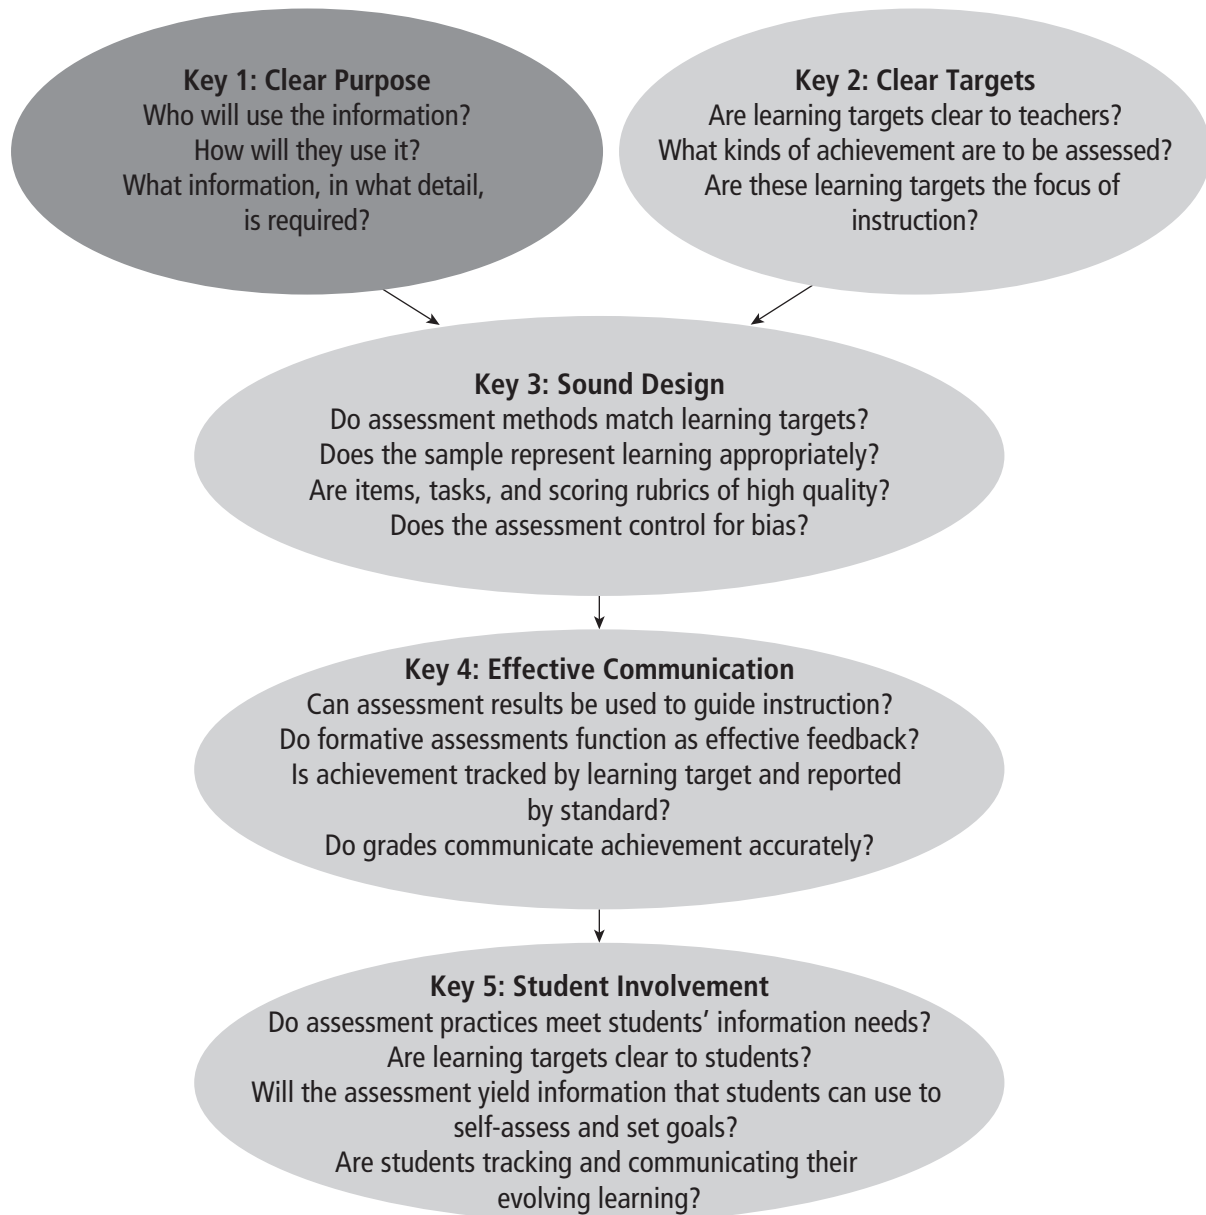 Key 1: Clear Purpose
Who will use the information?
How will they use it?
What information, in what detail,
is required?
Key 2: Clear Targets
Are learning targets clear to teachers?
What kinds of achievement are to be assessed?
Are these learning targets the focus of
instruction?
Key 3: Sound Design
Do assessment methods match learning targets?
Does the sample represent learning appropriately?
Are items, tasks, and scoring rubrics of high quality?
Does the assessment control for bias?
Key 4: Effective Communication
Can assessment results be used to guide instruction?
Do formative assessments function as effective feedback?
Is achievement tracked by learning target and reported
by standard?
Do grades communicate achievement accurately?
Key 5: Student Involvement
Do assessment practices meet students’ information needs?
Are learning targets clear to students?
Will the assessment yield information that students can use to
self-assess and set goals?
Are students tracking and communicating their
evolving learning?